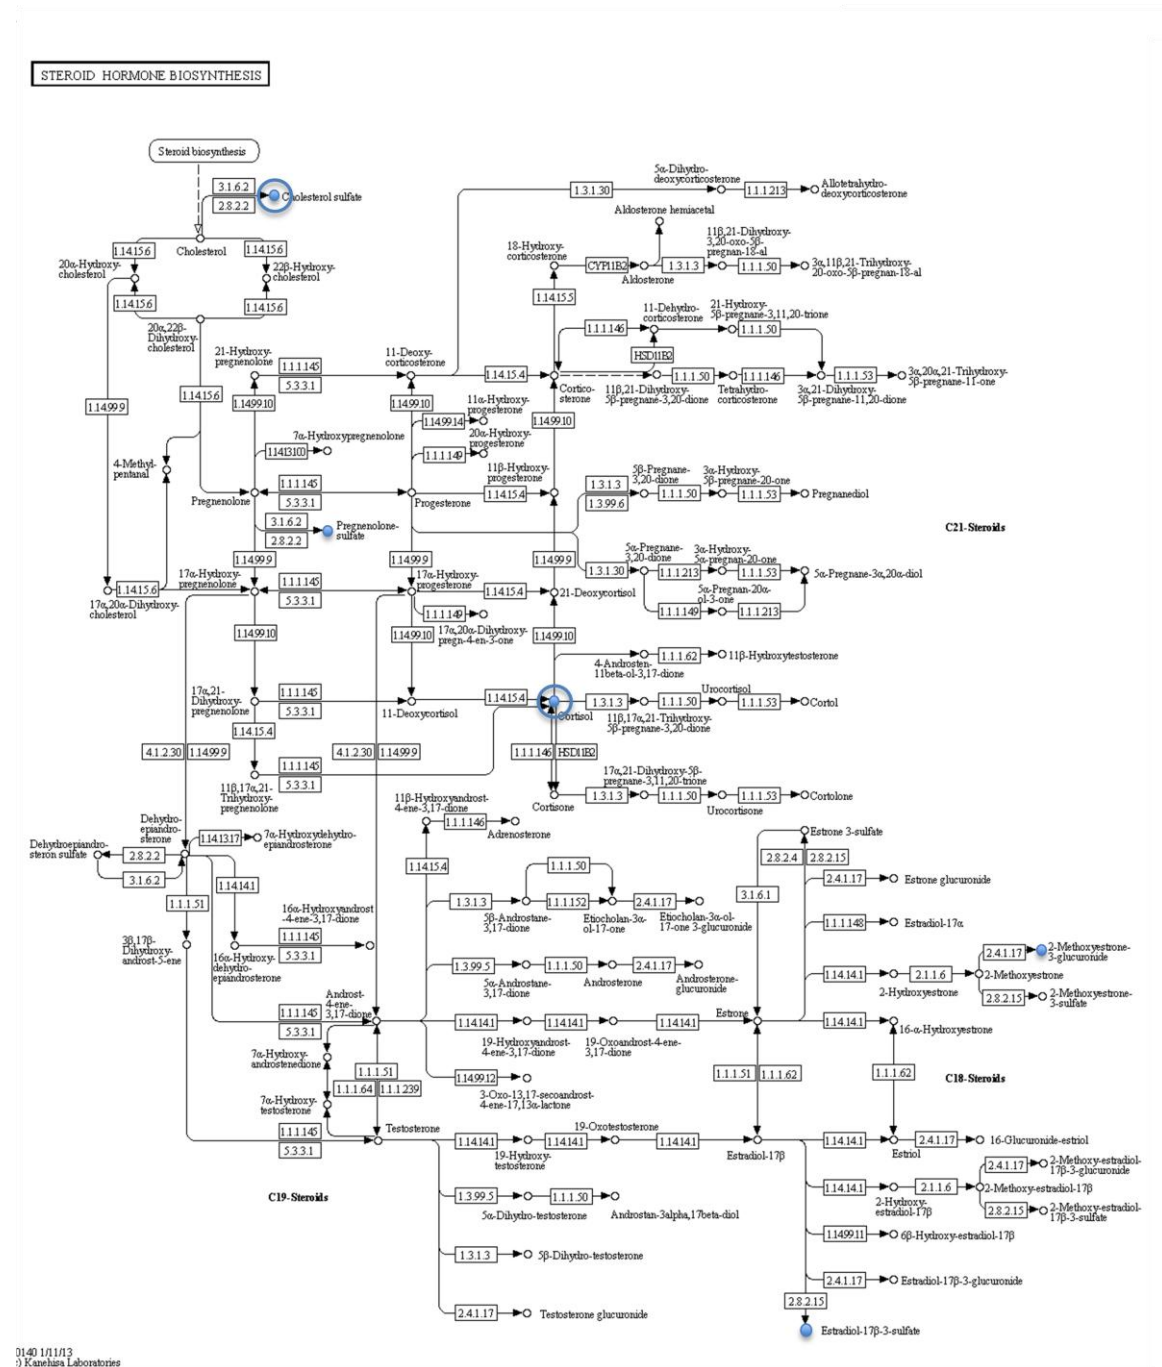 STEROID HORMONE BIOSYNTHESIS
Steroid biosynthesis
3.1.6.2
2.8.2.2
Cholesterol sulfate
Cholesterol
1.14.15.6
1.14.15.6
20α-Hydroxy-
cholesterol
22β-Hydroxy-
cholesterol
1.14.15.6
1.14.15.6
20α,22β-
Dihydroxy-
cholesterol
5α-Dihydro-
deoxycorticosterone
1.3.1.30
1.1.1.213
Allotetrahydro-
deoxycorticosterone
Aldosterone hemiacetal
18-Hydroxy-
corticosterone
CYP11B2
Aldosterone
1.1.3.1.3
11β,21-Dihydroxy-
3,20-oxo-5β-
pregnan-18-al
1.1.1.50
3α,11β,21-Trihydroxy-
20-oxo-5β-pregnan-18-al
1.14.15.5
11-Dehydro-
corticosterone
21-Hydroxy-
5β-pregnane-3,11,20-trione
1.1.1.146
1.1.1.50
HSD11B2
21-Hydroxy-
pregnenolone
1.1.1.145
5.3.3.1
11-Deoxy-
corticosterone
1.14.15.4
Cortico-
sterone
11β,21-Dihydroxy-
5β-pregnane-3,20-dione
1.1.1.50
Tetrahydro-
corticosterone
1.1.1.146
3α,21-Dihydroxy-
5β-pregnane-11,20-dione
1.1.1.53
3α,20α,21-Trihydroxy-
5β-pregnane-11-one
1.14.99.9
1.14.15.6
1.14.99.10
1.14.99.10
11α-Hydroxy-
progesterone
1.14.99.14
1.14.99.10
20α-Hydroxy-
progesterone
1.1.1.149
7α-Hydroxypregnenolone
1.14.13.100
4-Methyl-
pentanal
Pregnenolone
1.1.1.145
5.3.3.1
Progesterone
11β-Hydroxy-
progesterone
1.14.15.4
1.3.1.3
1.3.99.6
5β-Pregnane-
3,20-dione
1.1.1.50
3α-Hydroxy-
5β-pregnane-20-one
1.1.1.53
Pregnanediol
C21-Steroids
3.1.6.2
2.8.2.2
Pregnenolone-
sulfate
1.14.99.9
1.14.99.9
1.14.99.9
5α-Pregnane-
3,20-dione
1.3.1.30
3α-Hydroxy-
5α-pregnan-20-one
1.1.1.213
1.1.1.53
5α-Pregnane-3α,20α-diol
5α-Pregnan-20α-
ol-3-one
1.1.1.149
1.1.1.213
1.14.15.6
17α,20α-Dihydroxy-
cholesterol
17α-Hydroxy-
pregnenolone
1.1.1.145
5.3.3.1
17α-Hydroxy-
progesterone
1.14.15.4
21-Deoxycortisol
1.1.1.149
17α,20α-Dihydroxy-
pregn-4-en-3-one
1.14.99.10
1.14.99.10
1.14.99.10
4-Androsten-
11beta-ol-3,17-dione
1.1.1.62
11β-Hydroxytestosterone
17α,21-
Dihydroxy-
pregnenolone
1.1.1.145
5.3.3.1
11-Deoxycortisol
1.14.15.4
Cortisol
1.3.1.3
11β,17α,21-Trihydroxy-
5β-pregnane-3,20-dione
1.1.1.50
Urocortisol
1.1.1.53
Cortol
1.14.15.4
4.1.2.30
1.14.99.9
4.1.2.30
1.14.99.9
1.1.1.146
HSD11B2
11β,17α,21-
Trihydroxy-
pregnenolone
1.1.1.145
5.3.3.1
Cortisone
17α,21-Dihydroxy-5β-
pregnane-3,11,20-trione
1.3.1.3
1.1.1.50
Urocortisone
1.1.1.53
Cortolone
11β-Hydroxyandrost-
4-ene-3,17-dione
1.1.1.146
Adrenosterone
Dehydro-
epiandro-
sterone
1.14.13.17
7α-Hydroxydehydro-
epiandrosterone
Dehydroepiandro-
steron sulfate
2.8.2.2
3.1.6.2
1.1.1.51
1.14.14.1
1.14.15.4
Estrone 3-sulfate
2.8.2.4
2.8.2.15
3.1.6.1
2.4.1.17
Estrone glucuronide
1.1.1.50
1.3.1.3
5β-Androstane-
3,17-dione
1.1.1.152
Etiocholan-3α-
ol-17-one
2.4.1.17
Etiocholan-3α-ol-
17-one 3-glucuronide
1.1.1.148
Estradiol-17α
16α-Hydroxyandrost
-4-ene-3,17-dione
3β,17β-
Dihydroxy-
androst-5-ene
16α-Hydroxy-
dehydro-
epiandrosterone
1.1.1.145
5.3.3.1
1.3.99.5
5α-Androstane-
3,17-dione
1.1.1.50
Androsterone
2.4.1.17
Androsterone-
glucuronide
1.14.14.1
2-Hydroxyestrone
2.1.1.6
2-Methoxyestrone
2.4.1.17
2-Methoxyestrone-
3-glucuronide
2.8.2.15
2-Methoxyestrone-
3-sulfate
Androst-
4-ene-
3,17-dione
1.1.1.145
5.3.3.1
1.14.14.1
19-Hydroxyandrost-
4-ene-3,17-dione
1.14.14.1
19-Oxoandrost-4-ene-
3,17-dione
1.14.14.1
Estrone
1.14.14.1
16-α-Hydroxyestrone
7α-Hydroxy-
androstenedione
1.1.1.51
1.1.1.64
1.1.1.239
1.14.99.12
3-Oxo-13,17-secoandrost-
4-ene-17,13α-lactone
1.1.1.51
1.1.1.62
1.1.1.62
C18-Steroids
7α-Hydroxy-
testosterone
1.1.1.145
5.3.3.1
Testosterone
1.14.14.1
19-Hydroxy-
testosterone
1.14.14.1
19-Oxotestosterone
1.14.14.1
Estradiol-17β
1.14.14.1
Estriol
2.4.1.17
16-Glucuronide-estriol
C19-Steroids
1.3.99.5
5α-Dihydro-testosterone
1.1.1.50
Androstan-3alpha,17beta-diol
1.14.14.1
2-Hydroxy-
estradiol-17β
2.1.1.6
2-Methoxy-estradiol-17β
2.4.1.17
2-Methoxy-estradiol-
17β-3-glucuronide
2.8.2.15
2-Methoxy-estradiol-
17β-3-sulfate
1.14.99.11
6β-Hydroxy-estradiol-17β
1.3.1.3
5β-Dihydro-testosterone
2.4.1.17
Estradiol-17β-3-glucuronide
2.4.1.17
Testosterone glucuronide
2.8.2.15
Estradiol-17β-3-sulfate
0140 1/11/13
c) Kanehisa Laboratories